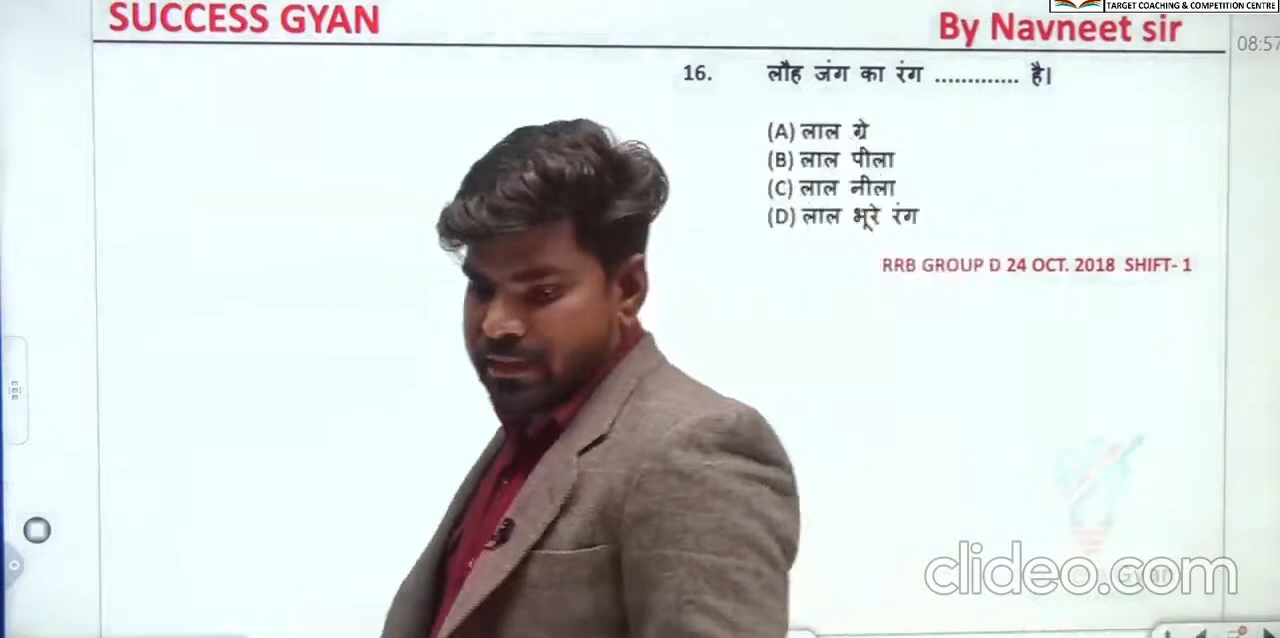 TARGET COACHING & COMPETITION CENTRE
SUCCESS GYAN
By Navneet sir
08:57
16. लौह जंग का रंग ............. है।
(A) लाल ग्रे
(B) लाल पीला
(C) लाल नीला
(D) लाल भूरे रंग
RRB GROUP D 24 OCT. 2018 SHIFT- 1
clideo.com